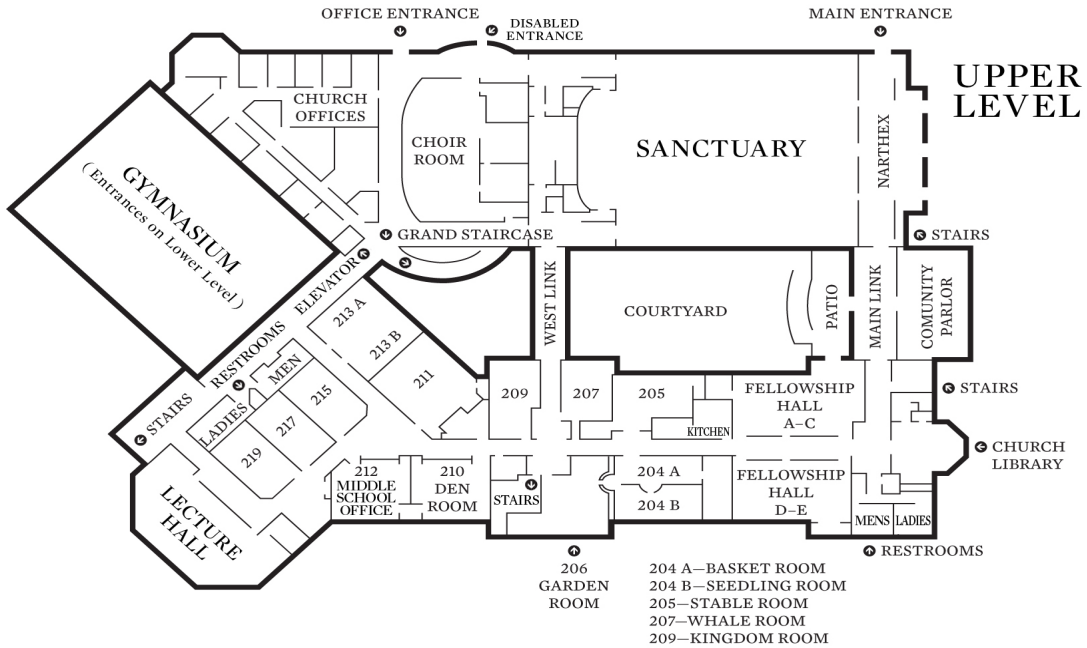 OFFICE ENTRANCE
DISABLED
ENTRANCE
MAIN ENTRANCE
UPPER
LEVEL
CHURCH
OFFICES
CHOIR
ROOM
SANCTUARY
NARTHEX
GYMNASIUM
( Entrances on Lower Level )
GRAND STAIRCASE
STAIRS
ELEVATOR
WEST LINK
COURTYARD
PATIO
MAIN LINK
COMUNITY
PARLOR
213 A
213 B
211
RESTROOMS
MEN
LADIES
215
217
219
STAIRS
209
207
205
KITCHEN
FELLOWSHIP
HALL
A–C
STAIRS
CHURCH
LIBRARY
LECTURE
HALL
212
MIDDLE
SCHOOL
OFFICE
210
DEN
ROOM
STAIRS
204 A
204 B
FELLOWSHIP
HALL
D–E
MENS
LADIES
RESTROOMS
206
GARDEN
ROOM
204 A—BASKET ROOM
204 B—SEEDLING ROOM
205—STABLE ROOM
207—WHALE ROOM
209—KINGDOM ROOM